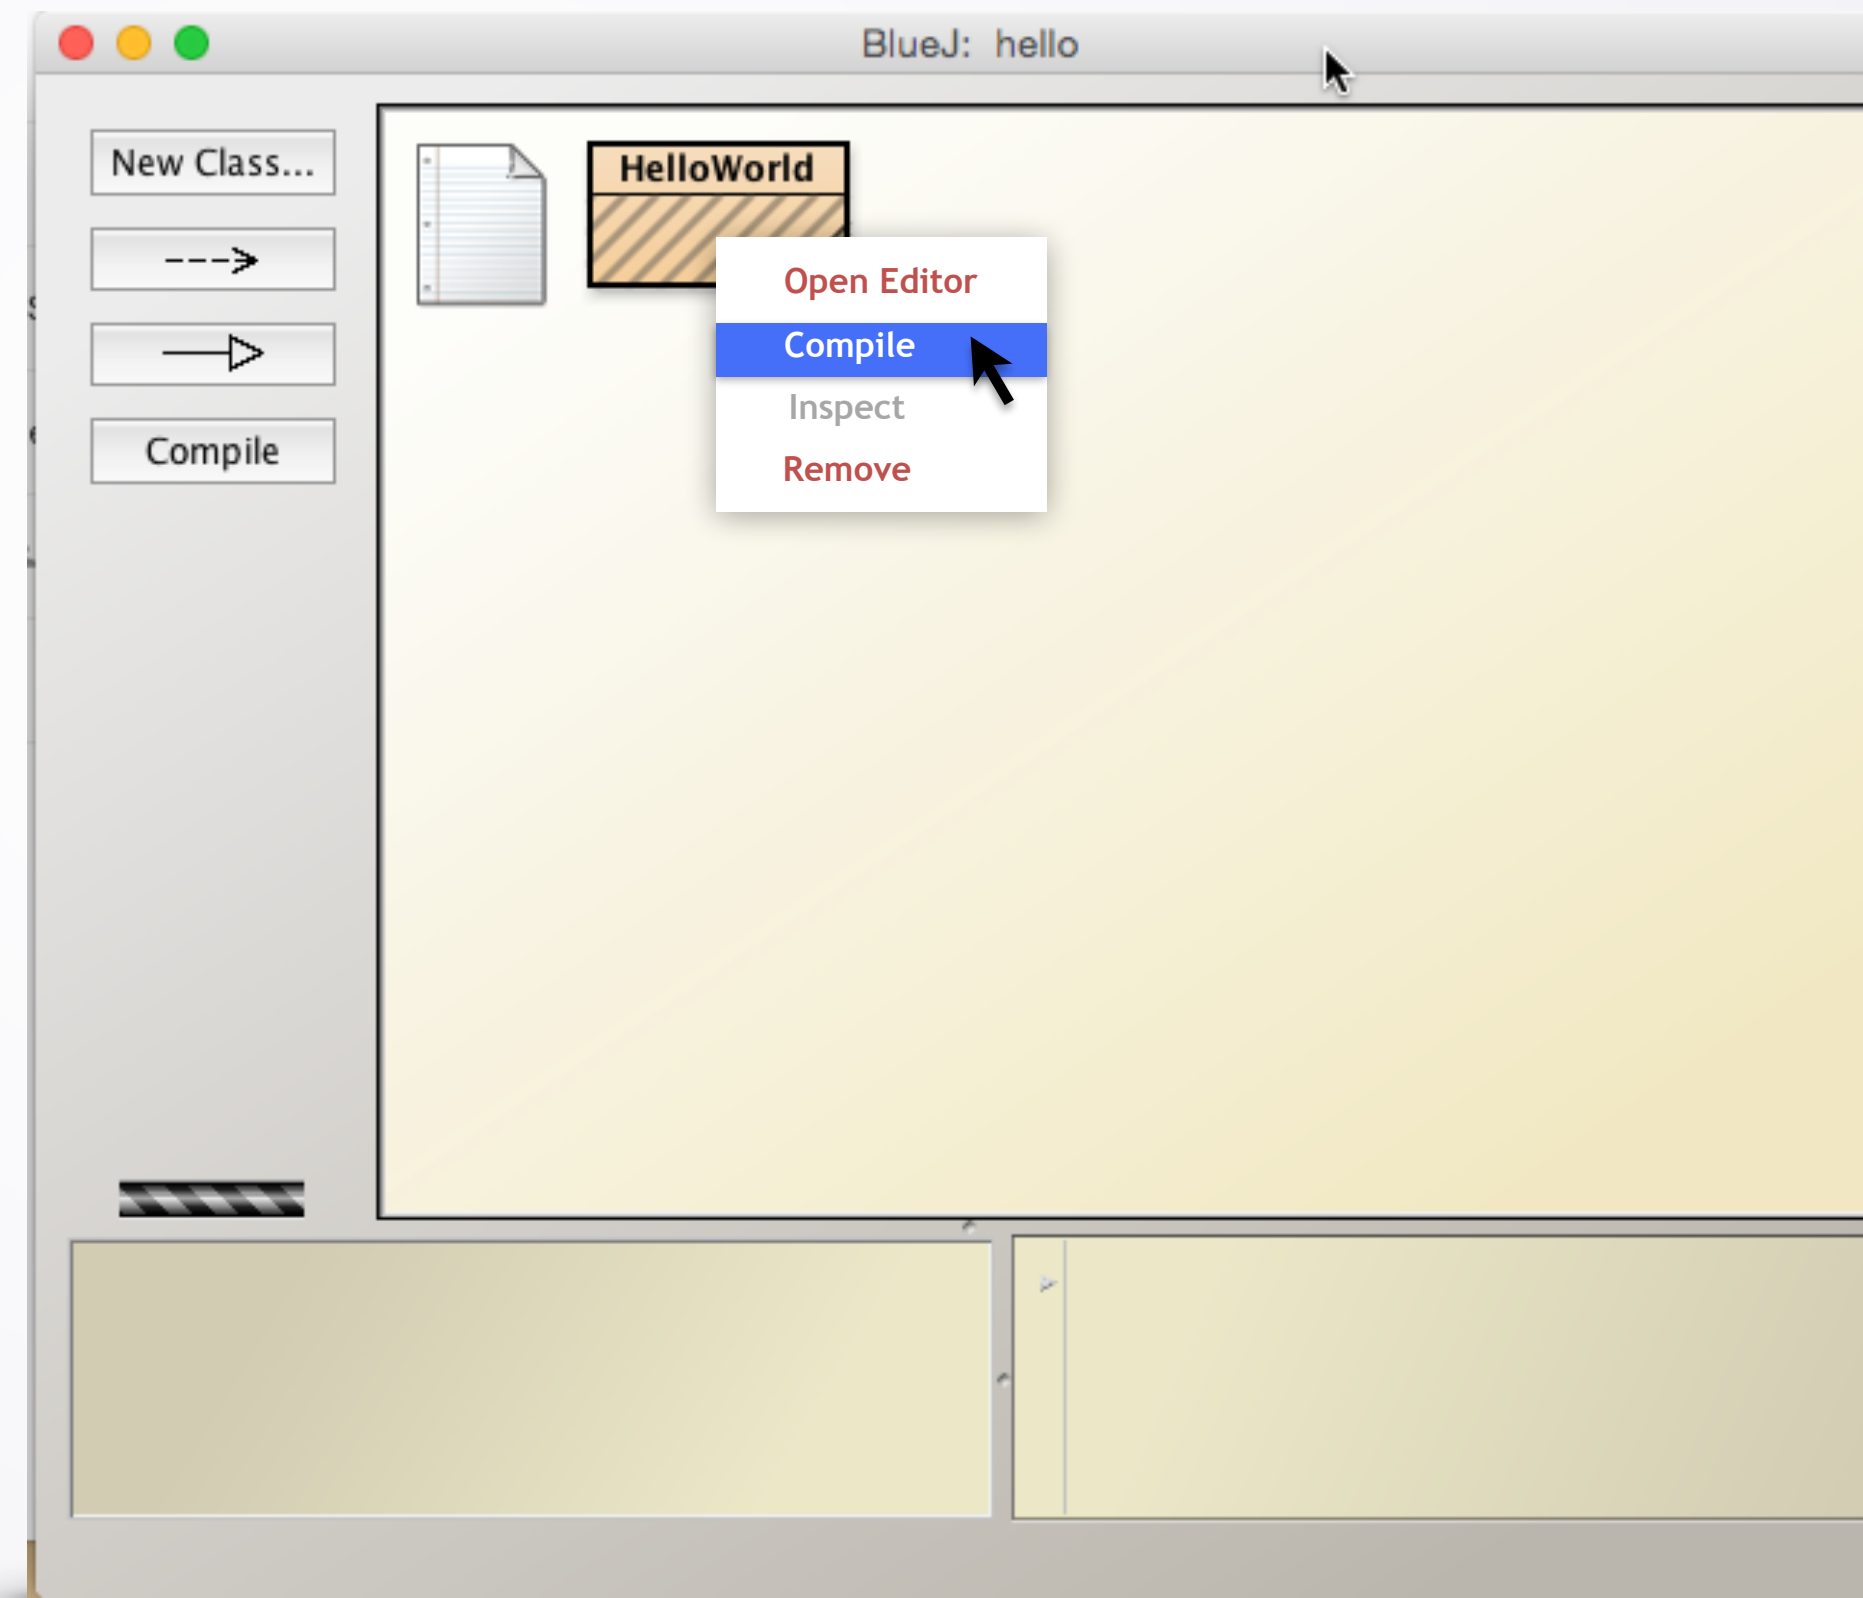 BlueJ: hello
New Class...
Compile
HelloWorld
Open Editor
Compile
Inspect
Remove